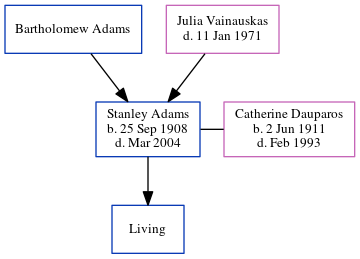 Bartholomew Adams
Julia Vainauskas
d. 11 Jan 1971
Stanley Adams
b. 25 Sep 1908
d. Mar 2004
Catherine Dauparos
b. 2 Jun 1911
d. Feb 1993
Living